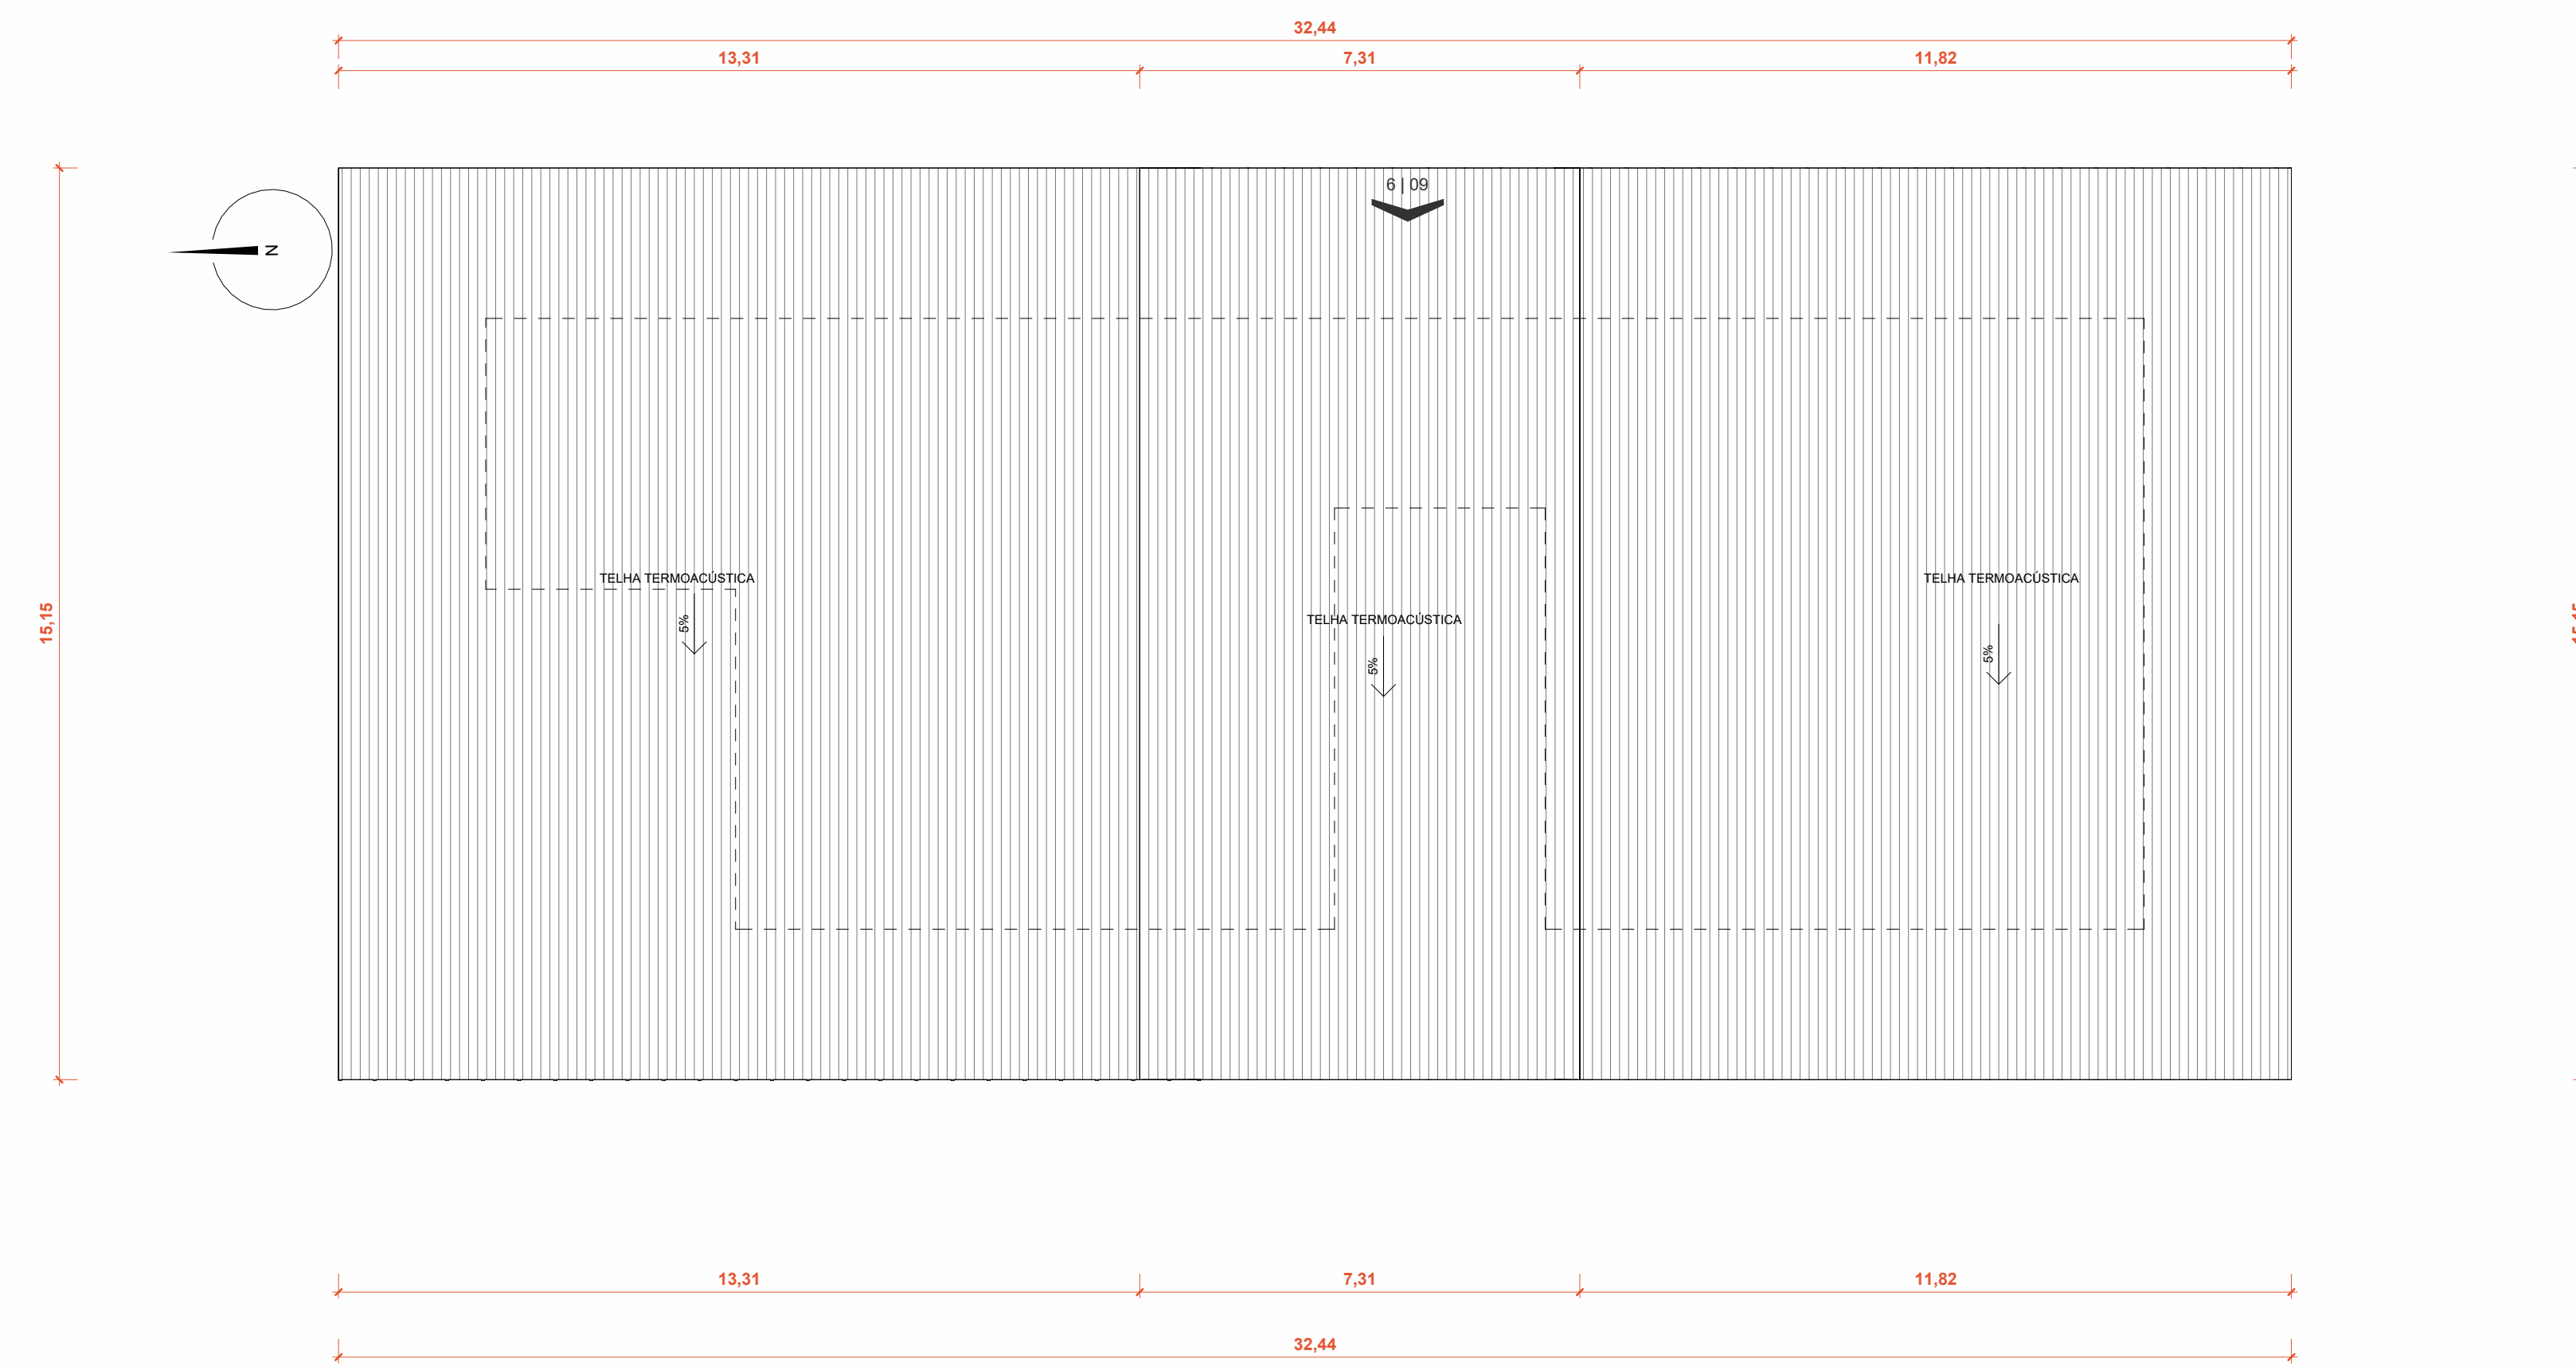 32,44
13,31
7,31
11,82
6 | 09
N
TELHA TERMOACÚSTICA
TELHA TERMOACÚSTICA
5%
15,15
TELHA TERMOACÚSTICA
5%
5%
13,31
7,31
11,82
32,44